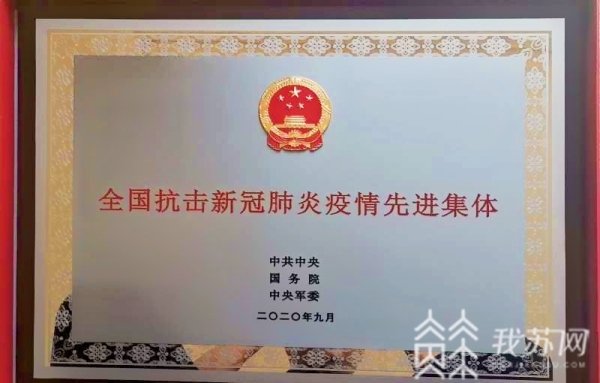 全国抗击新冠肺炎疫情先进集体
中共中央
国务院
中央军委
二〇二〇年九月
我苏网